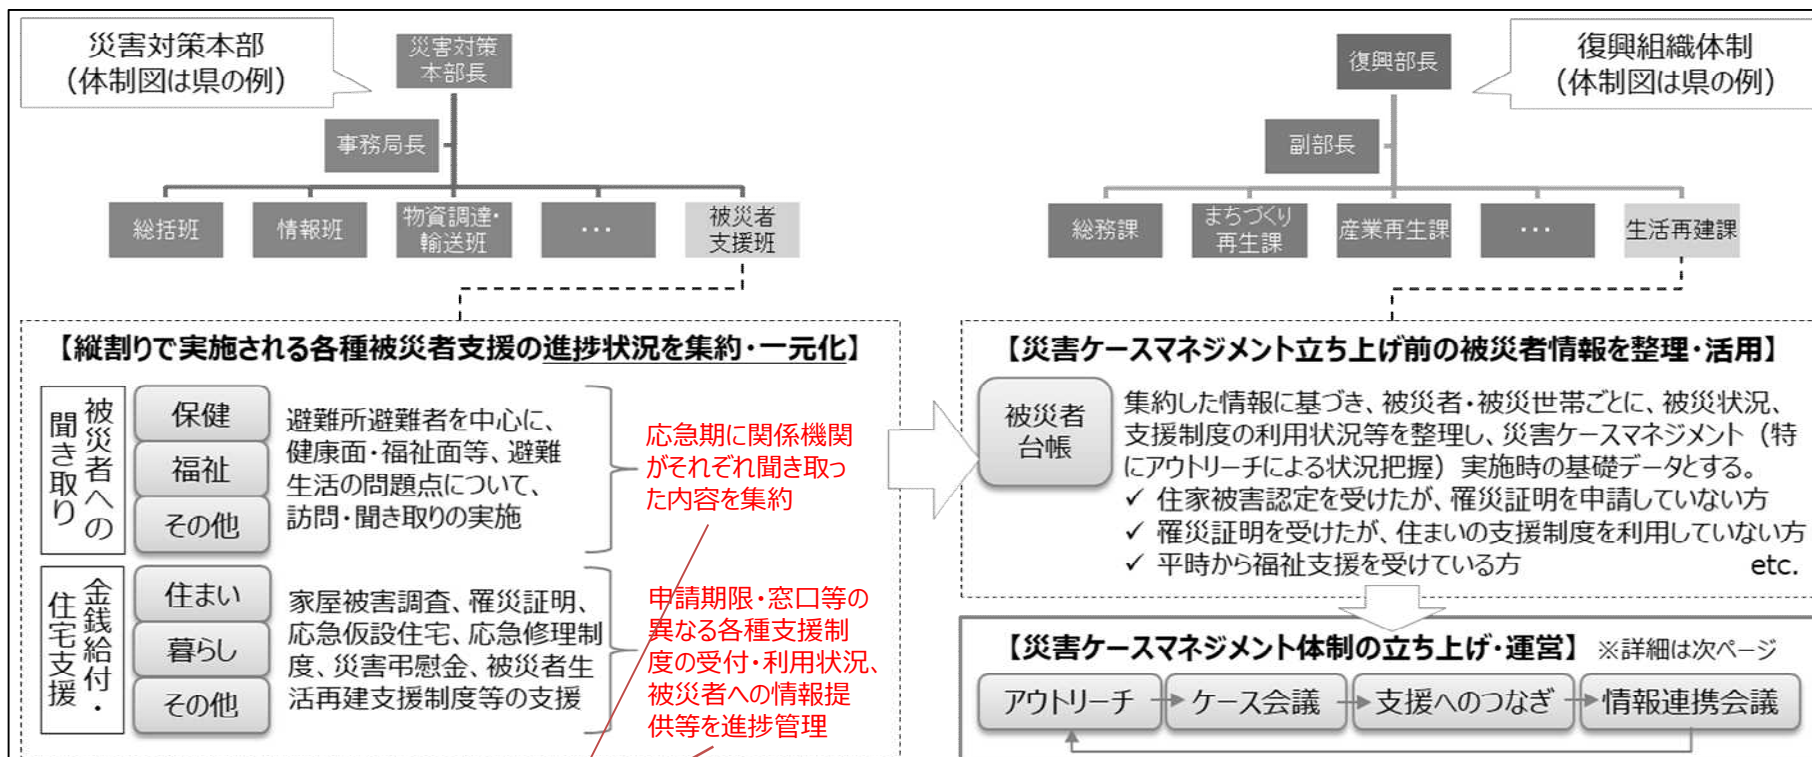 災害対策本部
（体制図は県の例）
災害対策
本部長
事務局長
総括班
情報班
物資調達・
輸送班
・・・
被災者
支援班
復興組織体制
（体制図は県の例）
復興部長
副部長
総務課
まちづくり
再生課
産業再生課
・・・
生活再建課
【縦割りで実施される各種被災者支援の進捗状況を集約・一元化】
被災者への
聞き取り
保健
福祉
その他
避難所避難者を中心に、
健康面・福祉面等、避難
生活の問題点について、
訪問・聞き取りの実施
応急期に関係機関
がそれぞれ聞き取っ
た内容を集約
金銭給付・
住宅支援
住まい
暮らし
その他
家屋被害調査、罹災証明、
応急仮設住宅、応急修理制
度、災害弔慰金、被災者生
活再建支援制度等の支援
申請期限・窓口等の
異なる各種支援制
度の受付・利用状況、
被災者への情報提
供等を進捗管理
【災害ケースマネジメント立ち上げ前の被災者情報を整理・活用】
被災者
台帳
集約した情報に基づき、被災者・被災世帯ごとに、被災状況、
支援制度の利用状況等を整理し、災害ケースマネジメント（特
にアウトリーチによる状況把握）実施時の基礎データとする。
✓ 住家被害認定を受けたが、罹災証明を申請していない方
✓ 罹災証明を受けたが、住まいの支援制度を利用していない方
✓ 平時から福祉支援を受けている方 etc.
【災害ケースマネジメント体制の立ち上げ・運営】 ※詳細は次ページ
アウトリーチ
ケース会議
支援へのつなぎ
情報連携会議